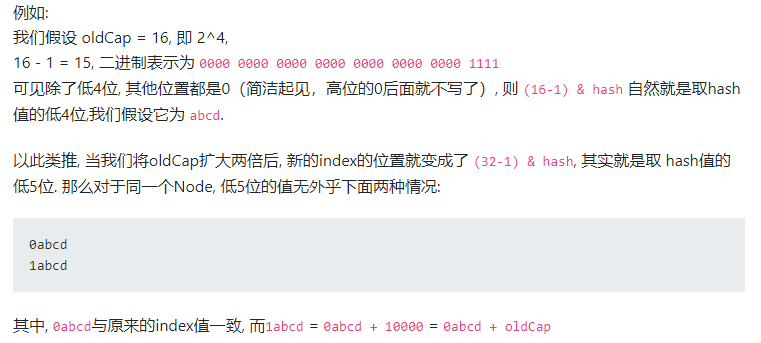 例如:
我们假设 oldCap = 16, 即 2^4,
16 - 1 = 15, 二进制表示为 0000 0000 0000 0000 0000 0000 0000 1111
可见除了低4位, 其他位置都是0（简洁起见，高位的0后面就不写了）, 则 (16-1) & hash 自然就是取hash
值的低4位,我们假设它为 abcd.
以此类推, 当我们将oldCap扩大两倍后, 新的index的位置就变成了 (32-1) & hash, 其实就是取 hash值的
低5位. 那么对于同一个Node, 低5位的值无外乎下面两种情况:
0abcd
1abcd
其中, 0abcd与原来的index值一致, 而1abcd = 0abcd + 10000 = 0abcd + oldCap